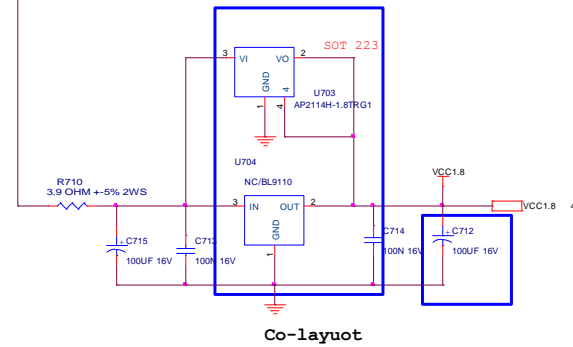 SOT 223
3 VI VO 2
GND
4
1
4
U703
AP2114H-1.8TRG1
U704
NC/BL9110
R710
3.9 OHM +-5% 2WS
VCC1.8
3 IN OUT 2
VCC1.8
GND
1
+ C715
100UF 16V
C713
100N 16V
C714
100N 16V
+ C712
100UF 16V
Co-layuot